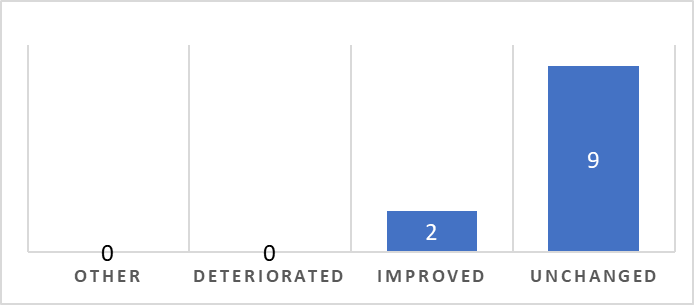 9
2
0 0
OTHER DETERIORATED IMPROVED UNCHANGED